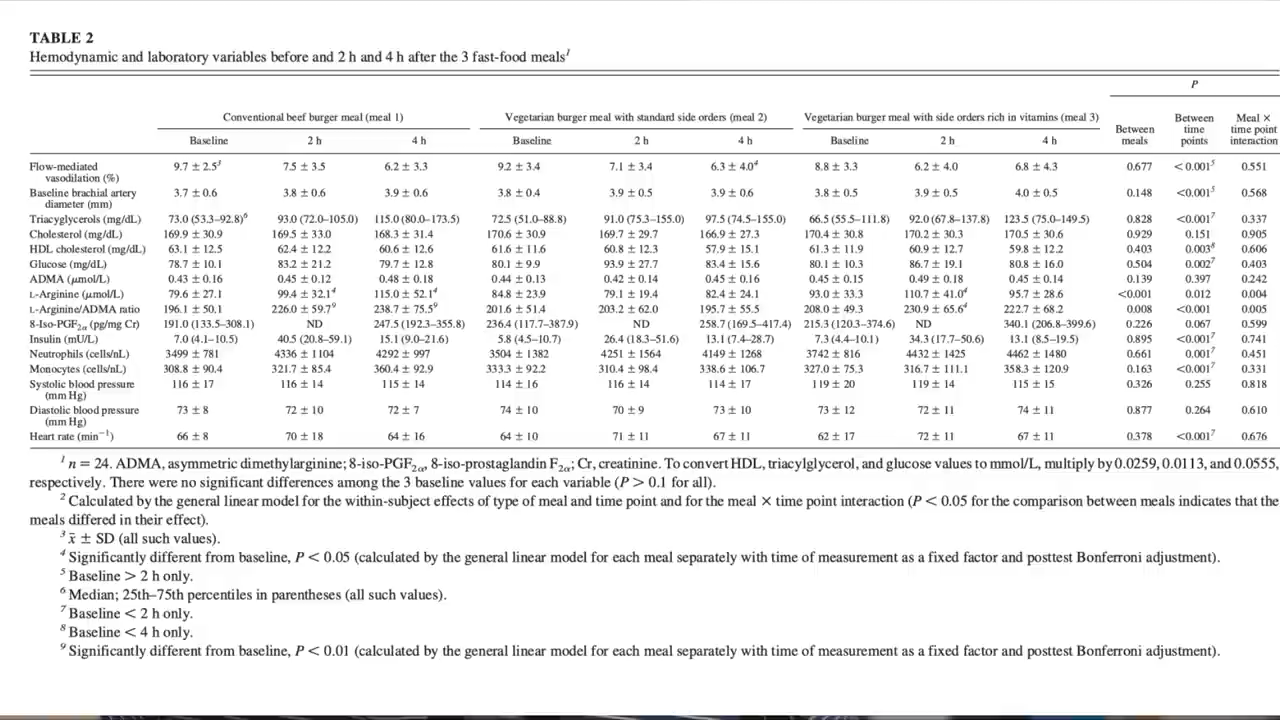 TABLE 2
Hemodynamic and laboratory variables before and 2 h and 4 h after the 3 fast-food meals¹
P
Conventional beef burger meal (meal 1) Vegetarian burger meal with standard side orders (meal 2) Vegetarian burger meal with side orders rich in vitamins (meal 3) Between meals Between time points Meal × time point interaction
Baseline 2 h 4 h Baseline 2 h 4 h Baseline 2 h 4 h
Flow-mediated vasodilation (%) 9.7 ± 2.5³ 7.5 ± 3.5 6.2 ± 3.3 9.2 ± 3.4 7.1 ± 3.4 6.3 ± 4.0⁴ 8.8 ± 3.3 6.2 ± 4.0 6.8 ± 4.3 0.677 < 0.001⁵ 0.551
Baseline brachial artery diameter (mm) 3.7 ± 0.6 3.8 ± 0.6 3.9 ± 0.6 3.8 ± 0.4 3.9 ± 0.5 3.9 ± 0.6 3.8 ± 0.5 3.9 ± 0.5 4.0 ± 0.5 0.148 <0.001⁵ 0.568
Triacyglycerols (mg/dL) 73.0 (53.3–92.8)⁶ 93.0 (72.0–105.0) 115.0 (80.0–173.5) 72.5 (51.0–88.8) 91.0 (75.3–155.0) 97.5 (74.5–155.0) 66.5 (55.5–111.8) 92.0 (67.8–137.8) 123.5 (75.0–149.5) 0.828 <0.001⁷ 0.337
Cholesterol (mg/dL) 169.9 ± 30.9 169.5 ± 33.0 168.3 ± 31.4 170.6 ± 30.9 169.7 ± 29.7 166.9 ± 27.3 170.4 ± 30.8 170.2 ± 30.3 170.5 ± 30.6 0.929 0.151 0.905
HDL cholesterol (mg/dL) 63.1 ± 12.5 62.4 ± 12.2 60.6 ± 12.6 61.6 ± 11.6 60.8 ± 12.3 57.9 ± 15.1 61.3 ± 11.9 60.9 ± 12.7 59.8 ± 12.2 0.403 0.003⁸ 0.606
Glucose (mg/dL) 78.7 ± 10.1 83.2 ± 21.2 79.7 ± 12.8 80.1 ± 9.9 93.9 ± 27.7 83.4 ± 15.6 80.1 ± 10.3 86.7 ± 19.1 80.8 ± 16.0 0.504 0.002⁷ 0.403
ADMA (μmol/L) 0.43 ± 0.16 0.45 ± 0.12 0.48 ± 0.18 0.44 ± 0.13 0.42 ± 0.14 0.45 ± 0.16 0.45 ± 0.15 0.49 ± 0.18 0.45 ± 0.14 0.139 0.397 0.242
L-Arginine (μmol/L) 79.6 ± 27.1 99.4 ± 32.1⁴ 115.0 ± 52.1⁴ 84.8 ± 23.9 79.1 ± 19.4 82.4 ± 24.1 93.0 ± 33.3 110.7 ± 41.0⁴ 95.7 ± 28.6 <0.001 0.012 0.004
L-Arginine/ADMA ratio 196.1 ± 50.1 226.0 ± 59.7⁹ 238.7 ± 75.5⁹ 201.6 ± 51.4 203.2 ± 62.0 195.7 ± 55.5 208.0 ± 49.3 230.9 ± 65.6⁴ 222.7 ± 68.2 0.008 <0.001 0.005
8-Iso-PGF₂α (pg/mg Cr) 191.0 (133.5–308.1) ND 247.5 (192.3–355.8) 236.4 (117.7–387.9) ND 258.7 (169.5–417.4) 215.3 (120.3–374.6) ND 340.1 (206.8–399.6) 0.226 0.067 0.599
Insulin (mU/L) 7.0 (4.1–10.5) 40.5 (20.8–59.1) 15.1 (9.0–21.6) 5.8 (4.5–10.7) 26.4 (18.3–51.6) 13.1 (7.4–28.7) 7.3 (4.4–10.1) 34.3 (17.7–50.6) 13.1 (8.5–19.5) 0.895 <0.001⁷ 0.741
Neutrophils (cells/nL) 3499 ± 781 4336 ± 1104 4292 ± 997 3504 ± 1382 4251 ± 1564 4149 ± 1268 3742 ± 816 4432 ± 1425 4462 ± 1480 0.661 0.001⁷ 0.451
Monocytes (cells/nL) 308.8 ± 90.4 321.7 ± 85.4 360.4 ± 92.9 333.3 ± 92.2 310.4 ± 98.4 338.6 ± 106.7 327.0 ± 75.3 316.7 ± 111.1 358.3 ± 120.9 0.163 <0.001⁷ 0.331
Systolic blood pressure (mm Hg) 116 ± 17 116 ± 14 115 ± 14 114 ± 16 116 ± 14 114 ± 17 119 ± 20 119 ± 14 115 ± 15 0.326 0.255 0.818
Diastolic blood pressure (mm Hg) 73 ± 8 72 ± 10 72 ± 7 74 ± 10 70 ± 9 73 ± 10 73 ± 12 72 ± 11 74 ± 11 0.877 0.264 0.610
Heart rate (min⁻¹) 66 ± 8 70 ± 18 64 ± 16 64 ± 10 71 ± 11 67 ± 11 62 ± 17 72 ± 11 67 ± 11 0.378 <0.001⁷ 0.676
¹ n = 24. ADMA, asymmetric dimethylarginine; 8-iso-PGF₂α, 8-iso-prostaglandin F₂α; Cr, creatinine. To convert HDL, triacylglycerol, and glucose values to mmol/L, multiply by 0.0259, 0.0113, and 0.0555,
respectively. There were no significant differences among the 3 baseline values for each variable (P > 0.1 for all).
² Calculated by the general linear model for the within-subject effects of type of meal and time point and for the meal × time point interaction (P < 0.05 for the comparison between meals indicates that the
meals differed in their effect).
³ x̄ ± SD (all such values).
⁴ Significantly different from baseline, P < 0.05 (calculated by the general linear model for each meal separately with time of measurement as a fixed factor and posttest Bonferroni adjustment).
⁵ Baseline > 2 h only.
⁶ Median; 25th–75th percentiles in parentheses (all such values).
⁷ Baseline < 2 h only.
⁸ Baseline < 4 h only.
⁹ Significantly different from baseline, P < 0.01 (calculated by the general linear model for each meal separately with time of measurement as a fixed factor and posttest Bonferroni adjustment).